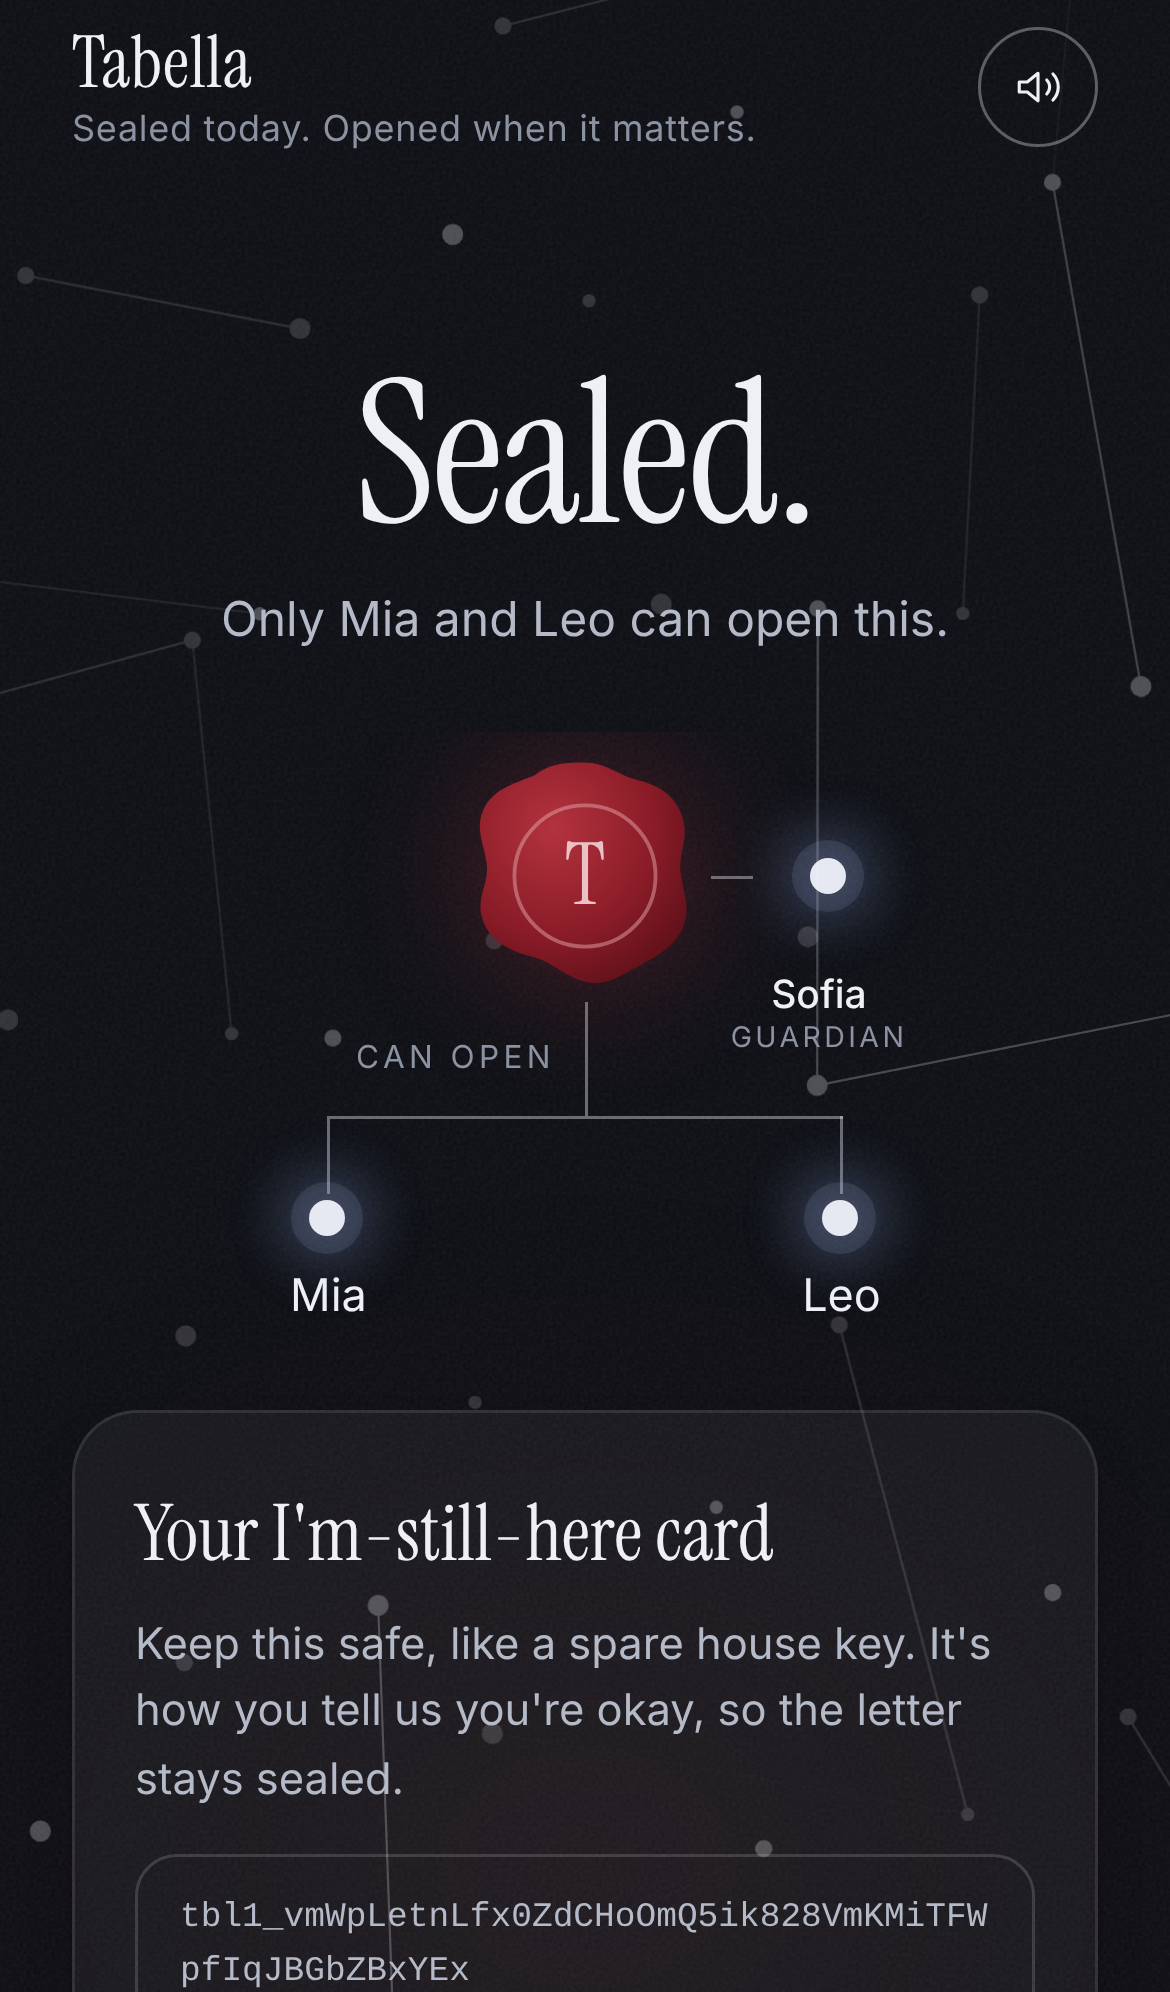 Tabella
Sealed today. Opened when it matters.
Sealed.
Only Mia and Leo can open this.
T
Sofia
GUARDIAN
CAN OPEN
Mia
Leo
Your I'm-still-here card
Keep this safe, like a spare house key. It's
how you tell us you're okay, so the letter
stays sealed.
tbl1_vmWpLetnLfx0ZdCHoOmQ5ik828VmKMiTFW
pfIqJBGbZBxYEx